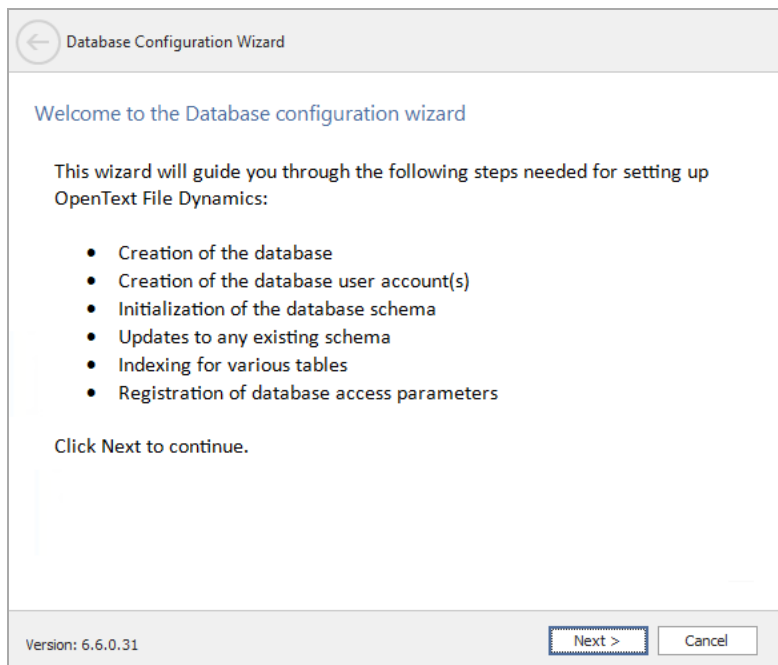 Database Configuration Wizard
Welcome to the Database configuration wizard
This wizard will guide you through the following steps needed for setting up
OpenText File Dynamics:
• Creation of the database
• Creation of the database user account(s)
• Initialization of the database schema
• Updates to any existing schema
• Indexing for various tables
• Registration of database access parameters
Click Next to continue.
Version: 6.6.0.31
Next >
Cancel